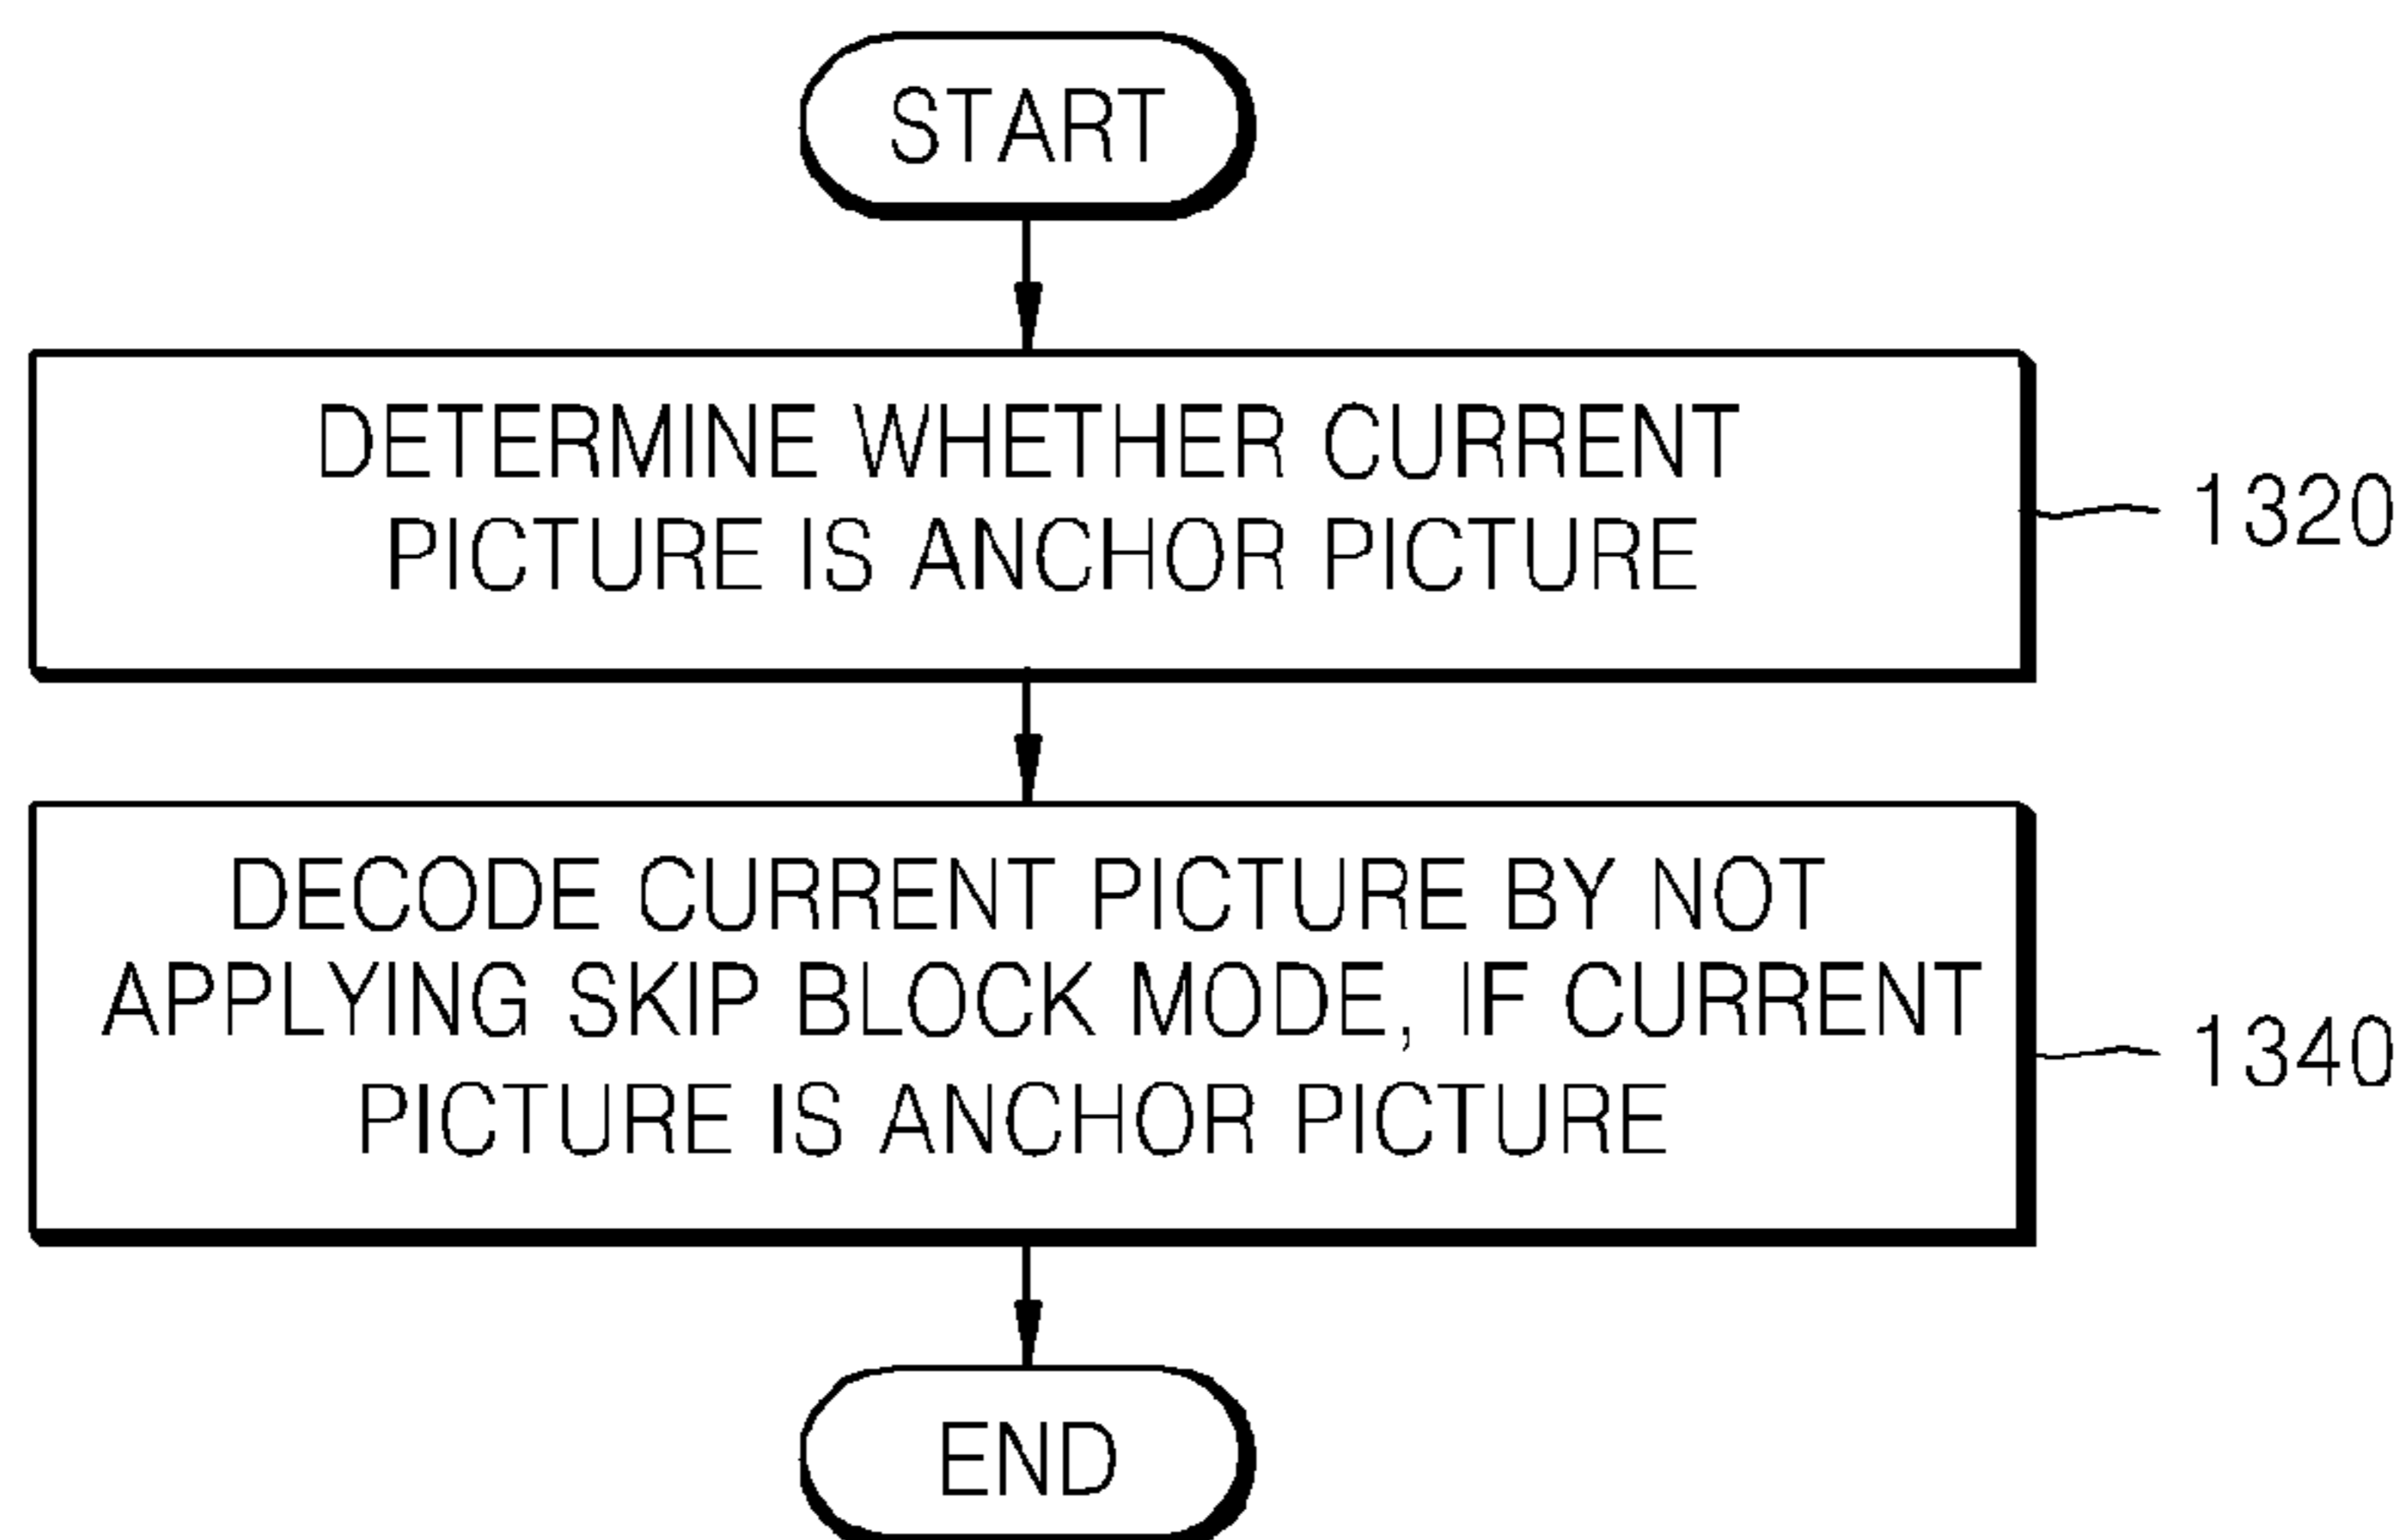 START
DETERMINE WHETHER CURRENT
PICTURE IS ANCHOR PICTURE
1320
DECODE CURRENT PICTURE BY NOT
APPLYING SKIP BLOCK MODE, IF CURRENT
PICTURE IS ANCHOR PICTURE
1340
END